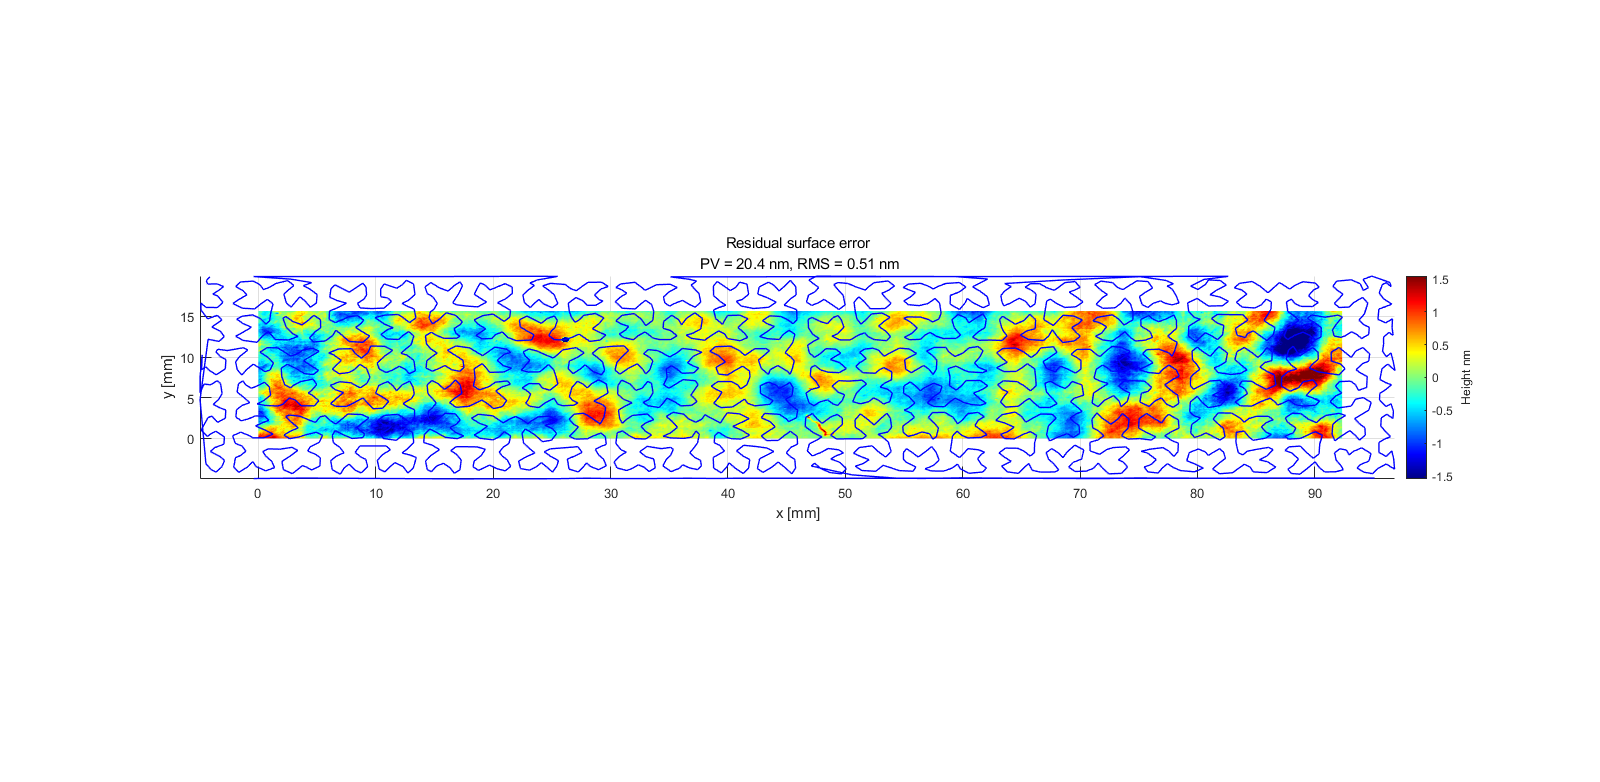 Residual surface error
PV = 20.4 nm, RMS = 0.51 nm
15
10
5
0
y [mm]
0 10 20 30 40 50 60 70 80 90
x [mm]
1.5
1
0.5
0
-0.5
-1
-1.5
Height nm